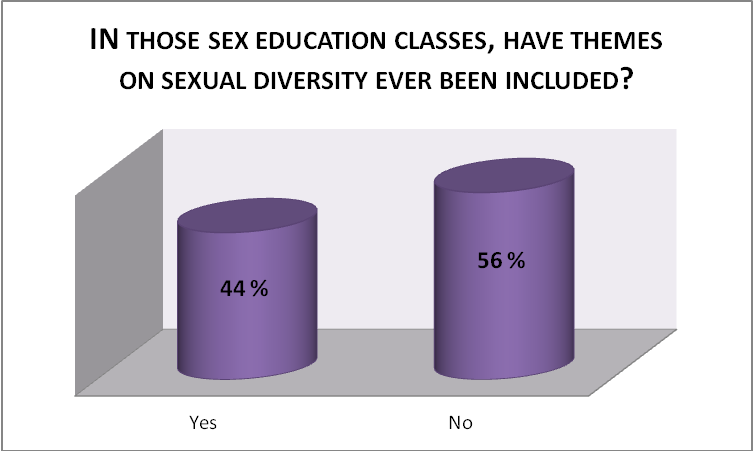 IN THOSE SEX EDUCATION CLASSES, HAVE THEMES
ON SEXUAL DIVERSITY EVER BEEN INCLUDED?
44 %
56 %
Yes
No